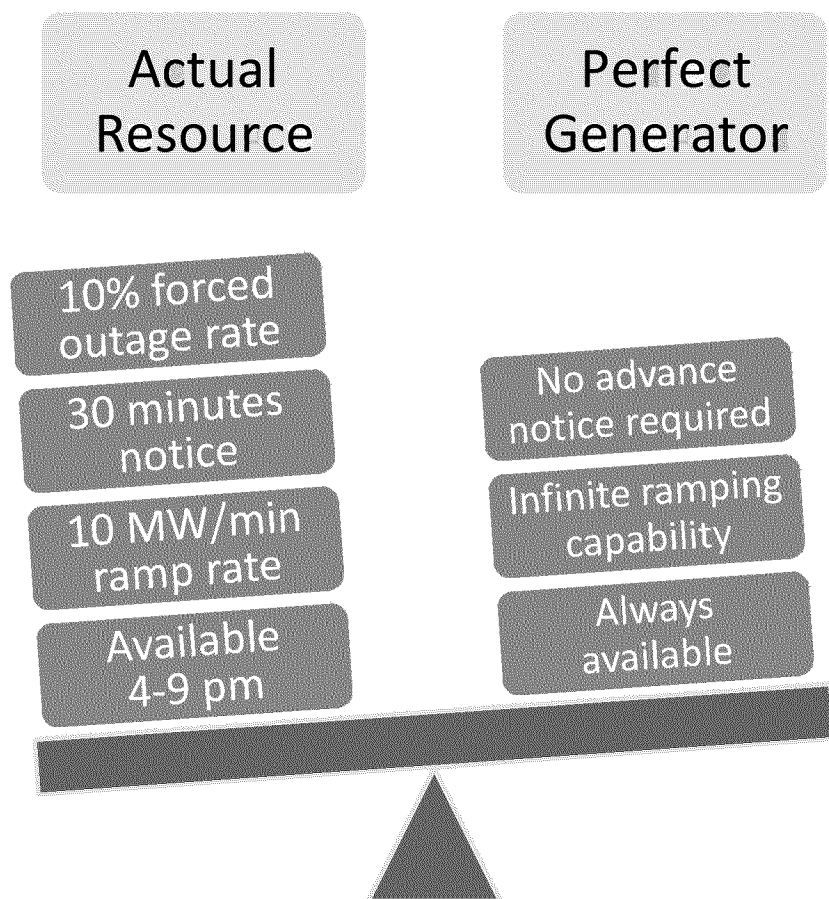 Actual
Resource
Perfect
Generator
10% forced
outage rate
30 minutes
notice
10 MW/min
ramp rate
Available
4-9 pm
No advance
notice required
Infinite ramping
capability
Always
available